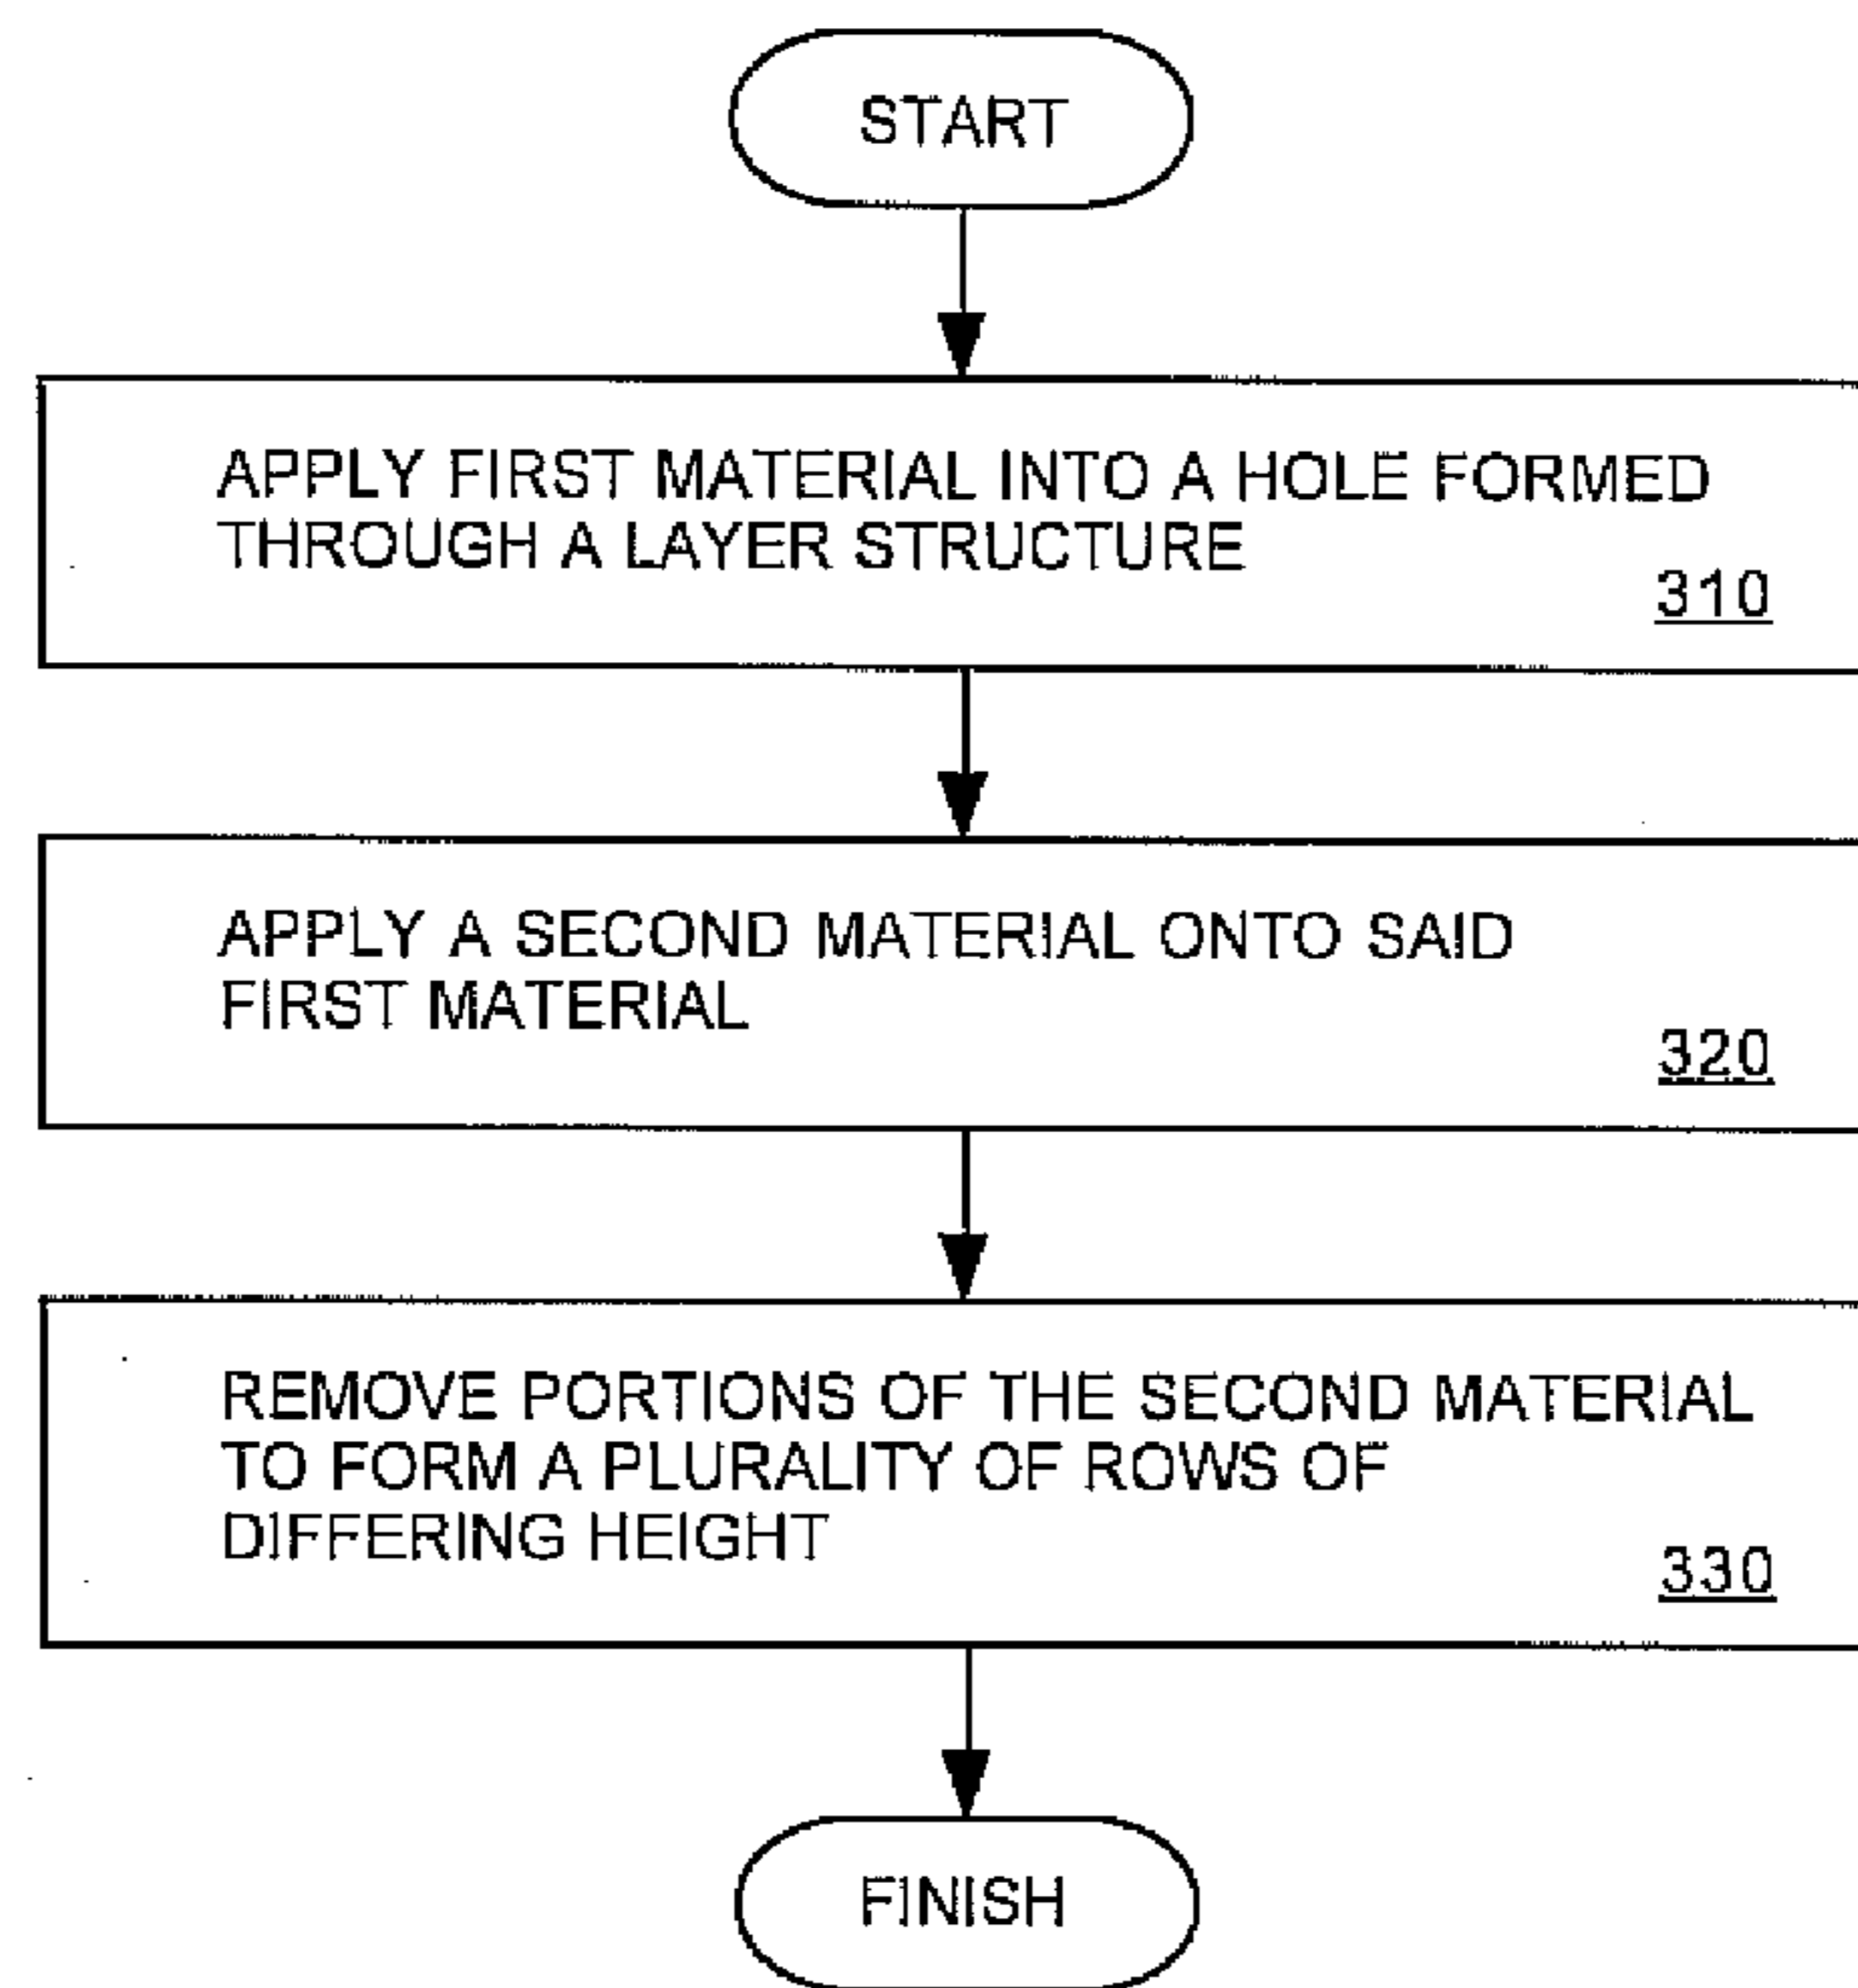 START
APPLY FIRST MATERIAL INTO A HOLE FORMED
THROUGH A LAYER STRUCTURE
310
APPLY A SECOND MATERIAL ONTO SAID
FIRST MATERIAL
320
REMOVE PORTIONS OF THE SECOND MATERIAL
TO FORM A PLURALITY OF ROWS OF
DIFFERING HEIGHT
330
FINISH